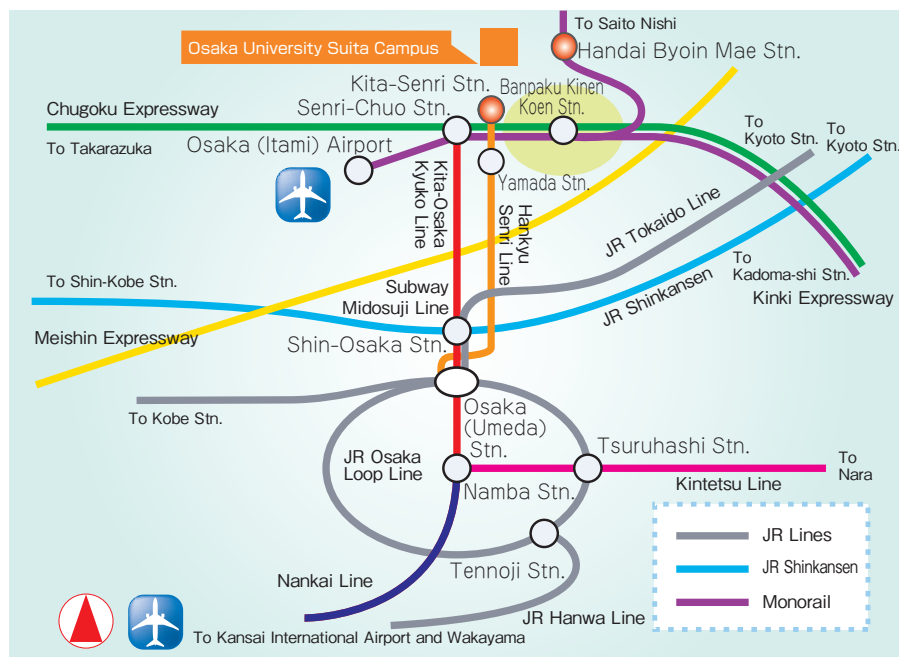 To Saito Nishi
Osaka University Suita Campus
Handai Byoin Mae Stn.
Kita-Senri Stn.
Banpaku Kinen
Koen Stn.
Chugoku Expressway
Senri-Chuo Stn.
To
Kyoto Stn.
To
Kyoto Stn.
To Takarazuka
Osaka (Itami) Airport
Yamada Stn.
Kita-Osaka
Kyuko Line
Hankyu
Senri Line
JR Tokaido Line
To
Kadoma-shi Stn.
To Shin-Kobe Stn.
Subway
Midosuji Line
JR Shinkansen
Kinki Expressway
Meishin Expressway
Shin-Osaka Stn.
To Kobe Stn.
Osaka
(Umeda)
Stn.
JR Osaka
Loop Line
Tsuruhashi Stn.
To
Nara
Namba Stn.
Kintetsu Line
JR Lines
JR Shinkansen
Monorail
Tennoji Stn.
Nankai Line
JR Hanwa Line
To Kansai International Airport and Wakayama